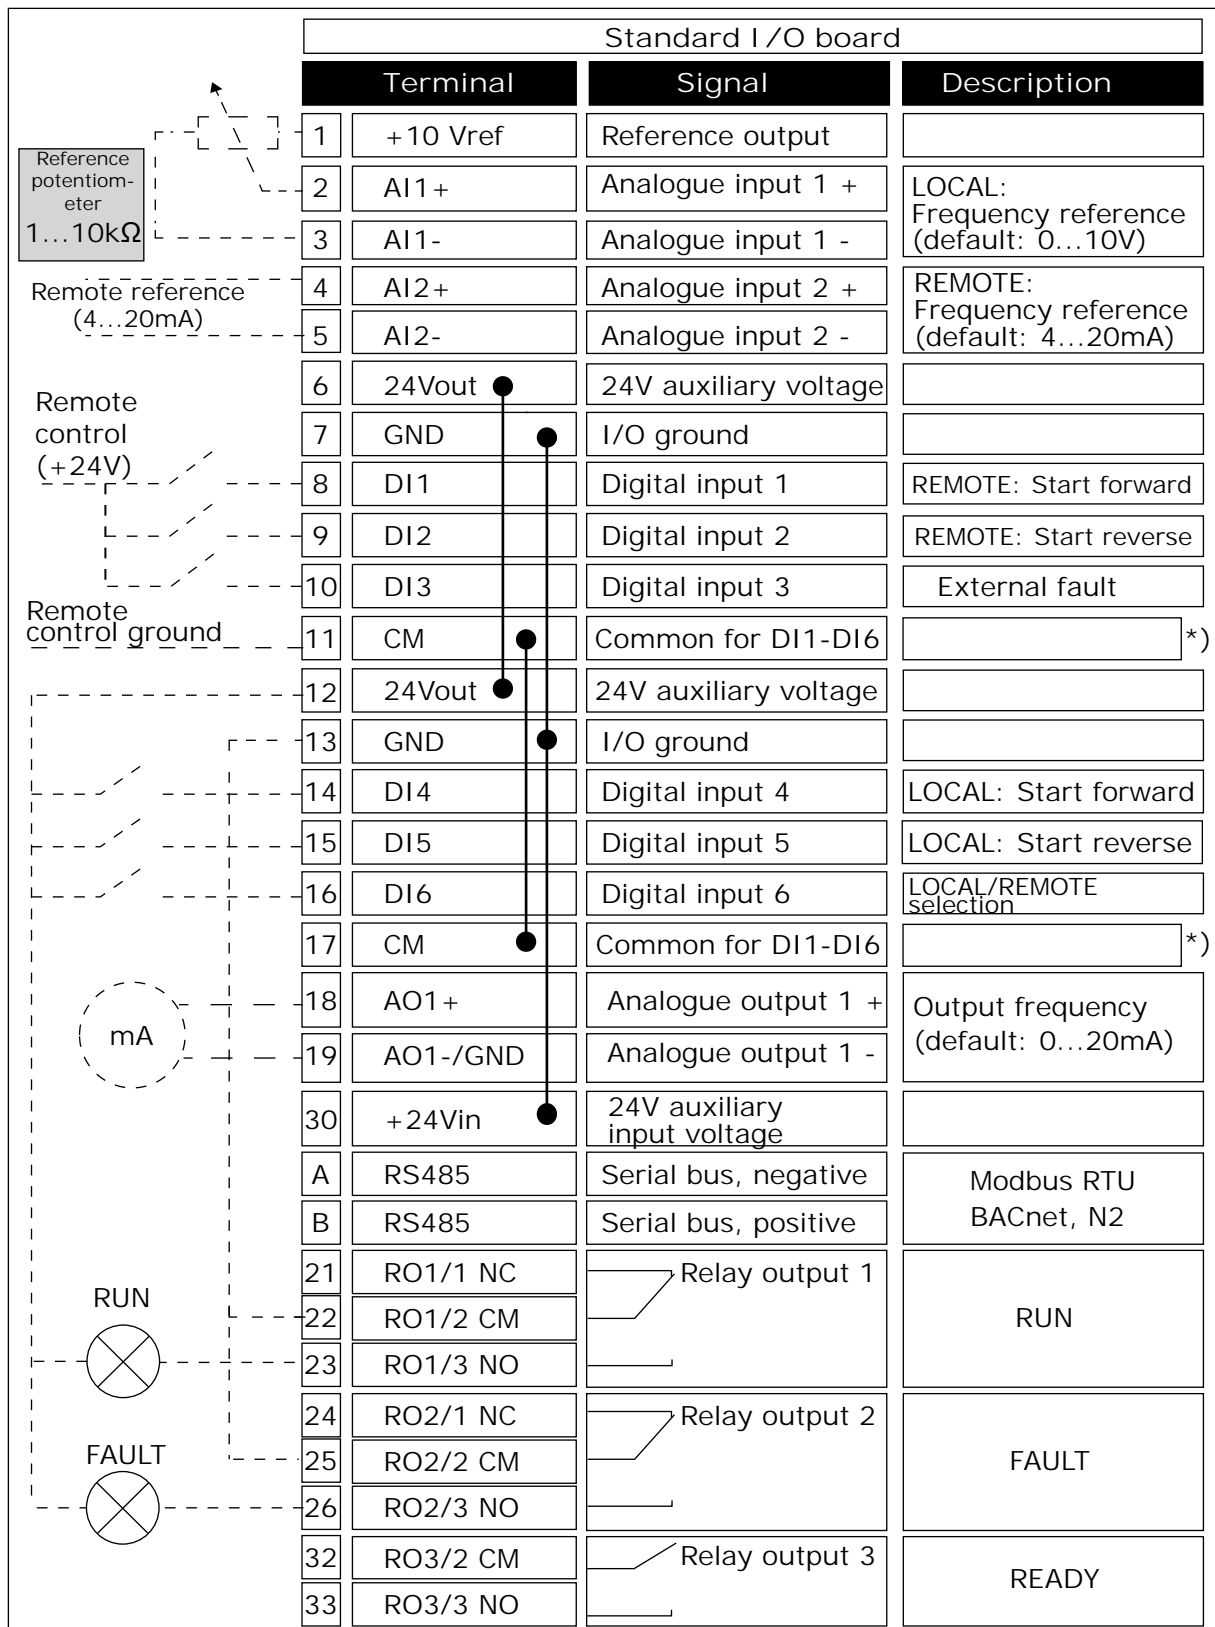 Standard I/O board
Terminal Signal Description
1 +10 Vref Reference output
Reference
potentiom-
eter
1...10kΩ
2 AI1+ Analogue input 1 +
3 AI1- Analogue input 1 -
LOCAL:
Frequency reference
(default: 0...10V)
Remote reference
(4...20mA)
4 AI2+ Analogue input 2 +
5 AI2- Analogue input 2 -
REMOTE:
Frequency reference
(default: 4...20mA)
6 24Vout 24V auxiliary voltage
Remote
control
(+24V)
7 GND I/O ground
8 DI1 Digital input 1 REMOTE: Start forward
9 DI2 Digital input 2 REMOTE: Start reverse
10 DI3 Digital input 3 External fault
Remote
control ground
11 CM Common for DI1-DI6 *)
12 24Vout 24V auxiliary voltage
13 GND I/O ground
14 DI4 Digital input 4 LOCAL: Start forward
15 DI5 Digital input 5 LOCAL: Start reverse
16 DI6 Digital input 6
LOCAL/REMOTE
selection
17 CM Common for DI1-DI6 *)
mA
18 AO1+ Analogue output 1 +
19 AO1-/GND Analogue output 1 -
Output frequency
(default: 0...20mA)
30 +24Vin
24V auxiliary
input voltage
A RS485 Serial bus, negative
B RS485 Serial bus, positive
Modbus RTU
BACnet, N2
21 RO1/1 NC Relay output 1
RUN
22 RO1/2 CM RUN
23 RO1/3 NO
24 RO2/1 NC Relay output 2
FAULT
25 RO2/2 CM FAULT
26 RO2/3 NO
32 RO3/2 CM Relay output 3
READY
33 RO3/3 NO